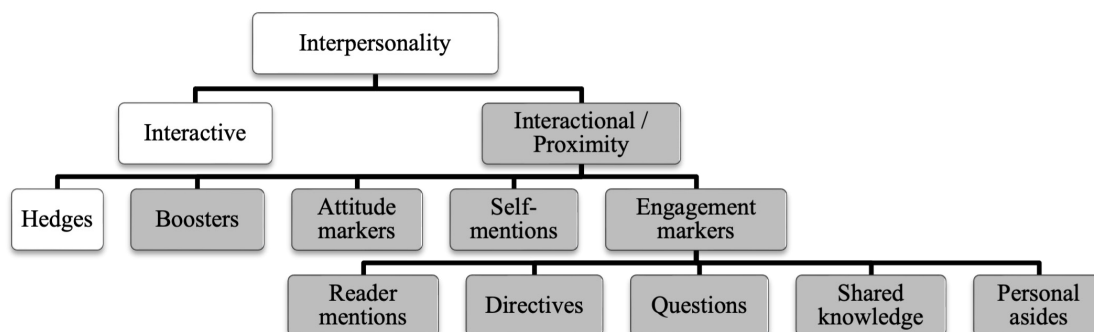 Interpersonality
Interactive
Interactional /
Proximity
Hedges
Boosters
Attitude
markers
Self-
mentions
Engagement
markers
Reader
mentions
Directives
Questions
Shared
knowledge
Personal
asides